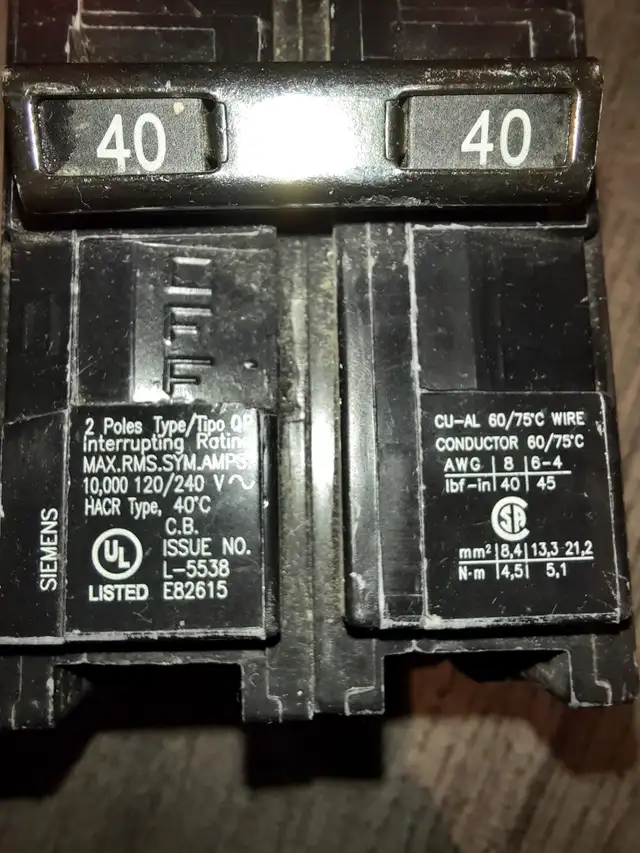 40
40
OFF
2 Poles Type/Tipo QP
Interrupting Rating
MAX.RMS.SYM.AMPS.
10,000 120/240 V~
HACR Type, 40°C
C.B.
UL
LISTED
ISSUE NO.
L-5538
E82615
SIEMENS
CU-AL 60/75°C WIRE
CONDUCTOR 60/75°C
AWG | 8 | 6-4
lbf-in | 40 | 45
SA
mm² | 8,4 | 13,3 21,2
N·m | 4,5 | 5,1